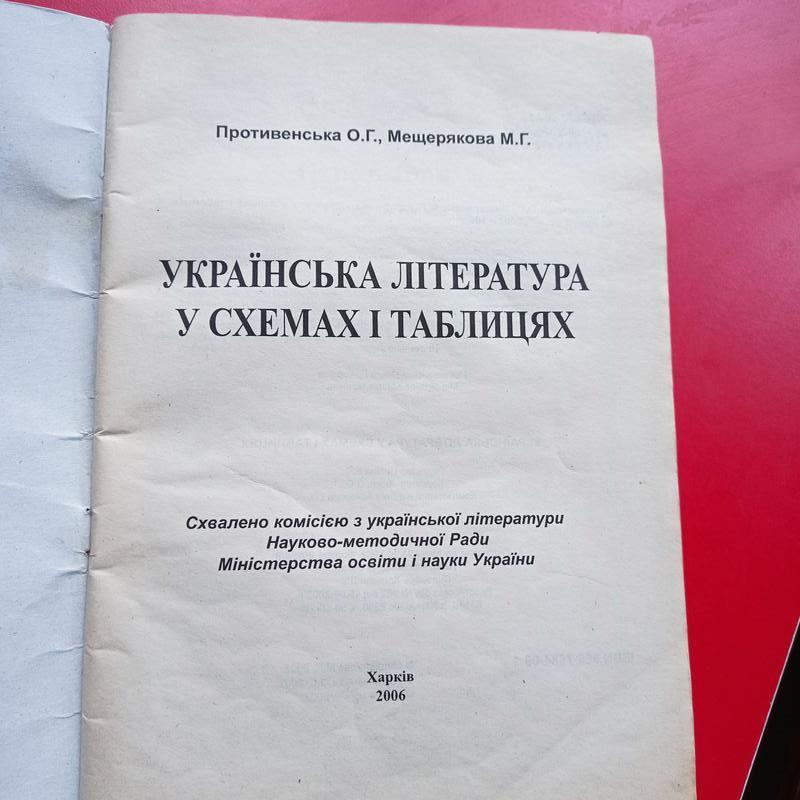 Противенська О.Г., Мещерякова М.Г.
УКРАЇНСЬКА ЛІТЕРАТУРА
У СХЕМАХ І ТАБЛИЦЯХ
Схвалено комісією з української літератури
Науково-методичної Ради
Міністерства освіти і науки України
Харків
2006